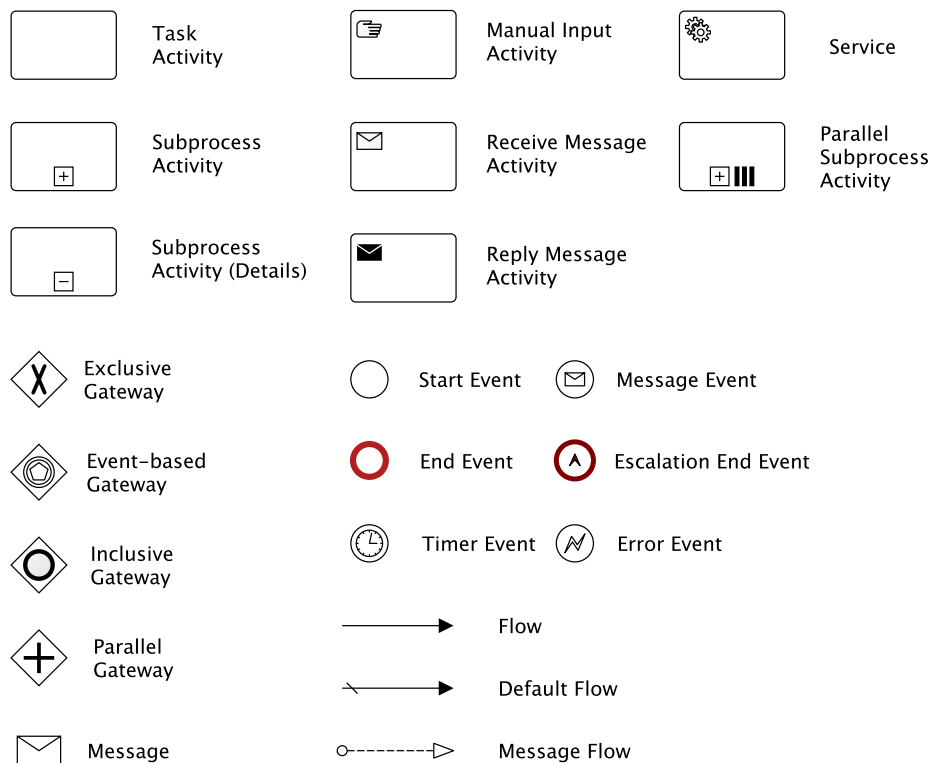 Task
Activity
Manual Input
Activity
Service
Subprocess
Activity
Receive Message
Activity
Parallel
Subprocess
Activity
Subprocess
Activity (Details)
Reply Message
Activity
Exclusive
Gateway
Start Event
Message Event
Event-based
Gateway
End Event
Escalation End Event
Inclusive
Gateway
Timer Event
Error Event
Parallel
Gateway
Flow
Default Flow
Message
Message Flow